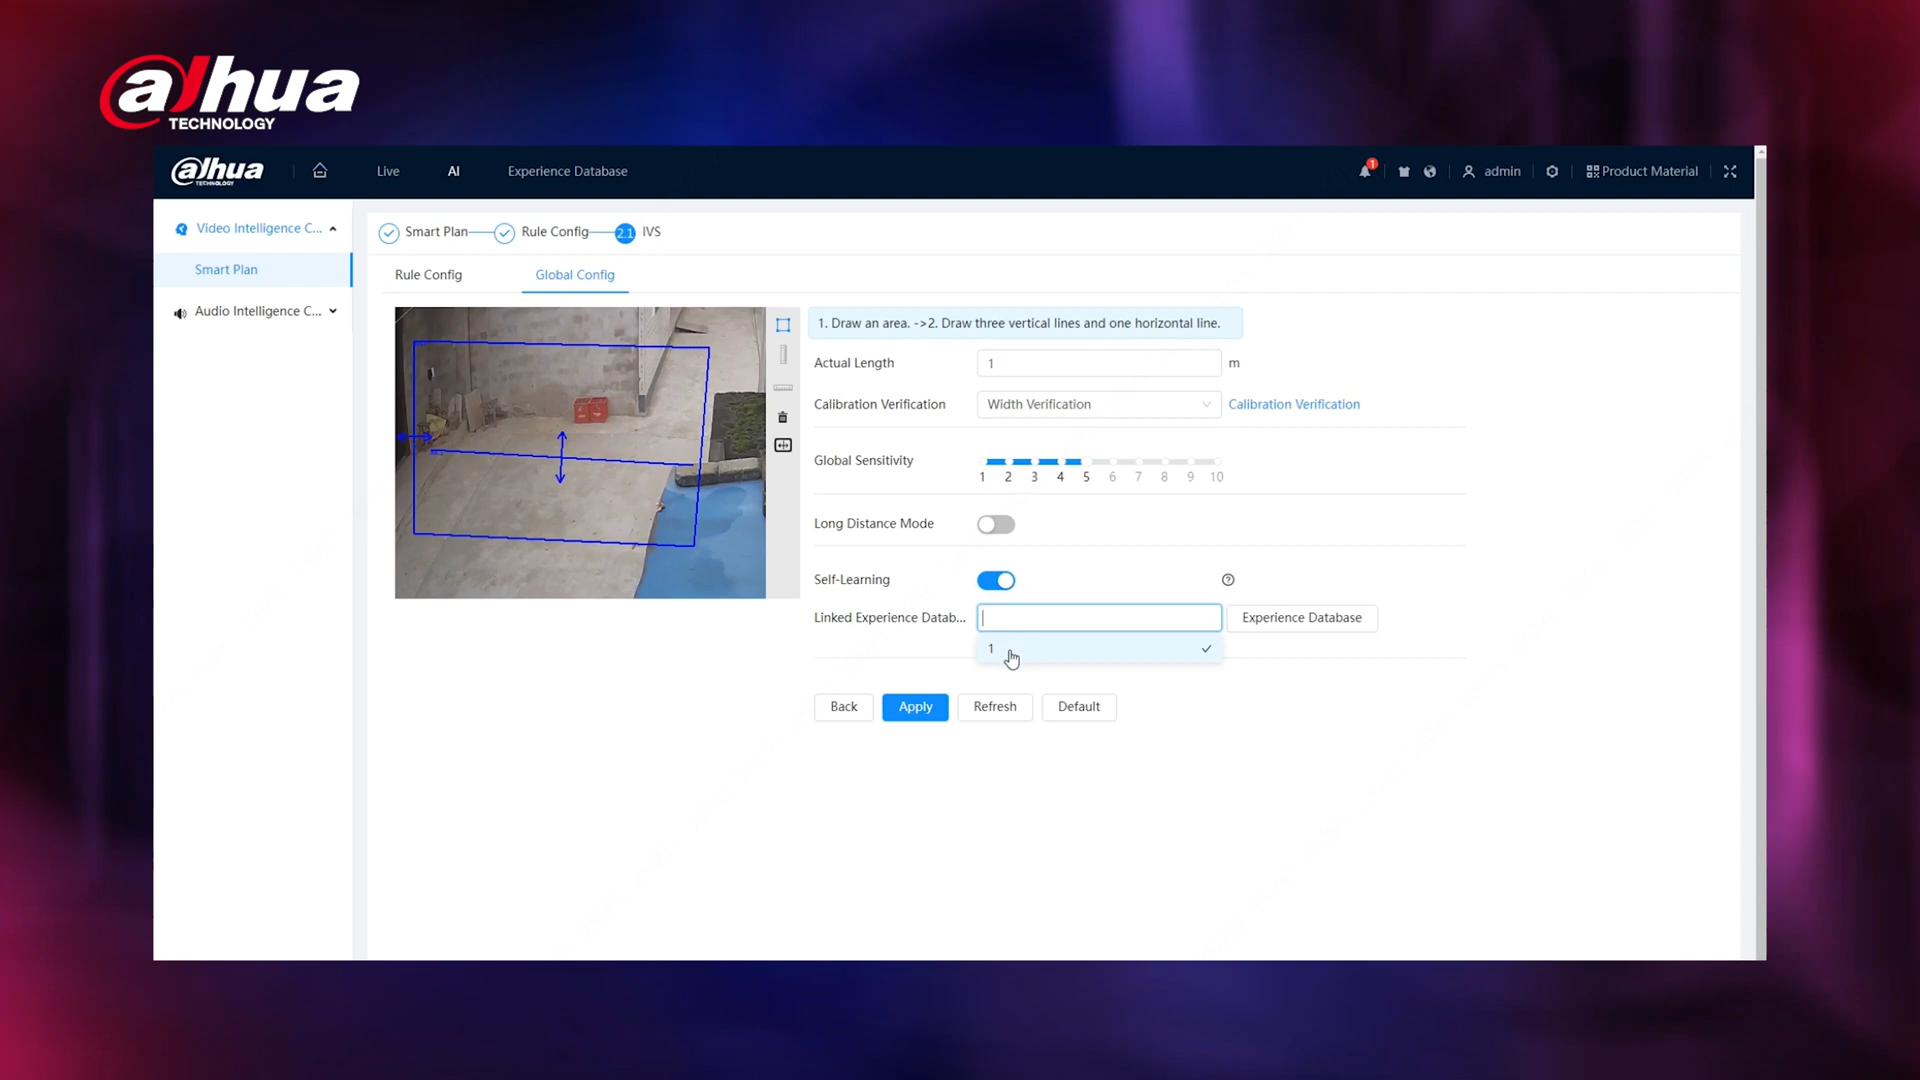 alhua
TECHNOLOGY
alhua
TECHNOLOGY
Live
AI
Experience Database
1
admin
Product Material
Video Intelligence C...
Smart Plan
Audio Intelligence C...
Smart Plan
Rule Config
2.1 IVS
Rule Config
Global Config
1. Draw an area. ->2. Draw three vertical lines and one horizontal line.
Actual Length
1
m
Calibration Verification
Width Verification
Calibration Verification
Global Sensitivity
1 2 3 4 5 6 7 8 9 10
Long Distance Mode
Self-Learning
Linked Experience Datab...
Experience Database
1
Back
Apply
Refresh
Default